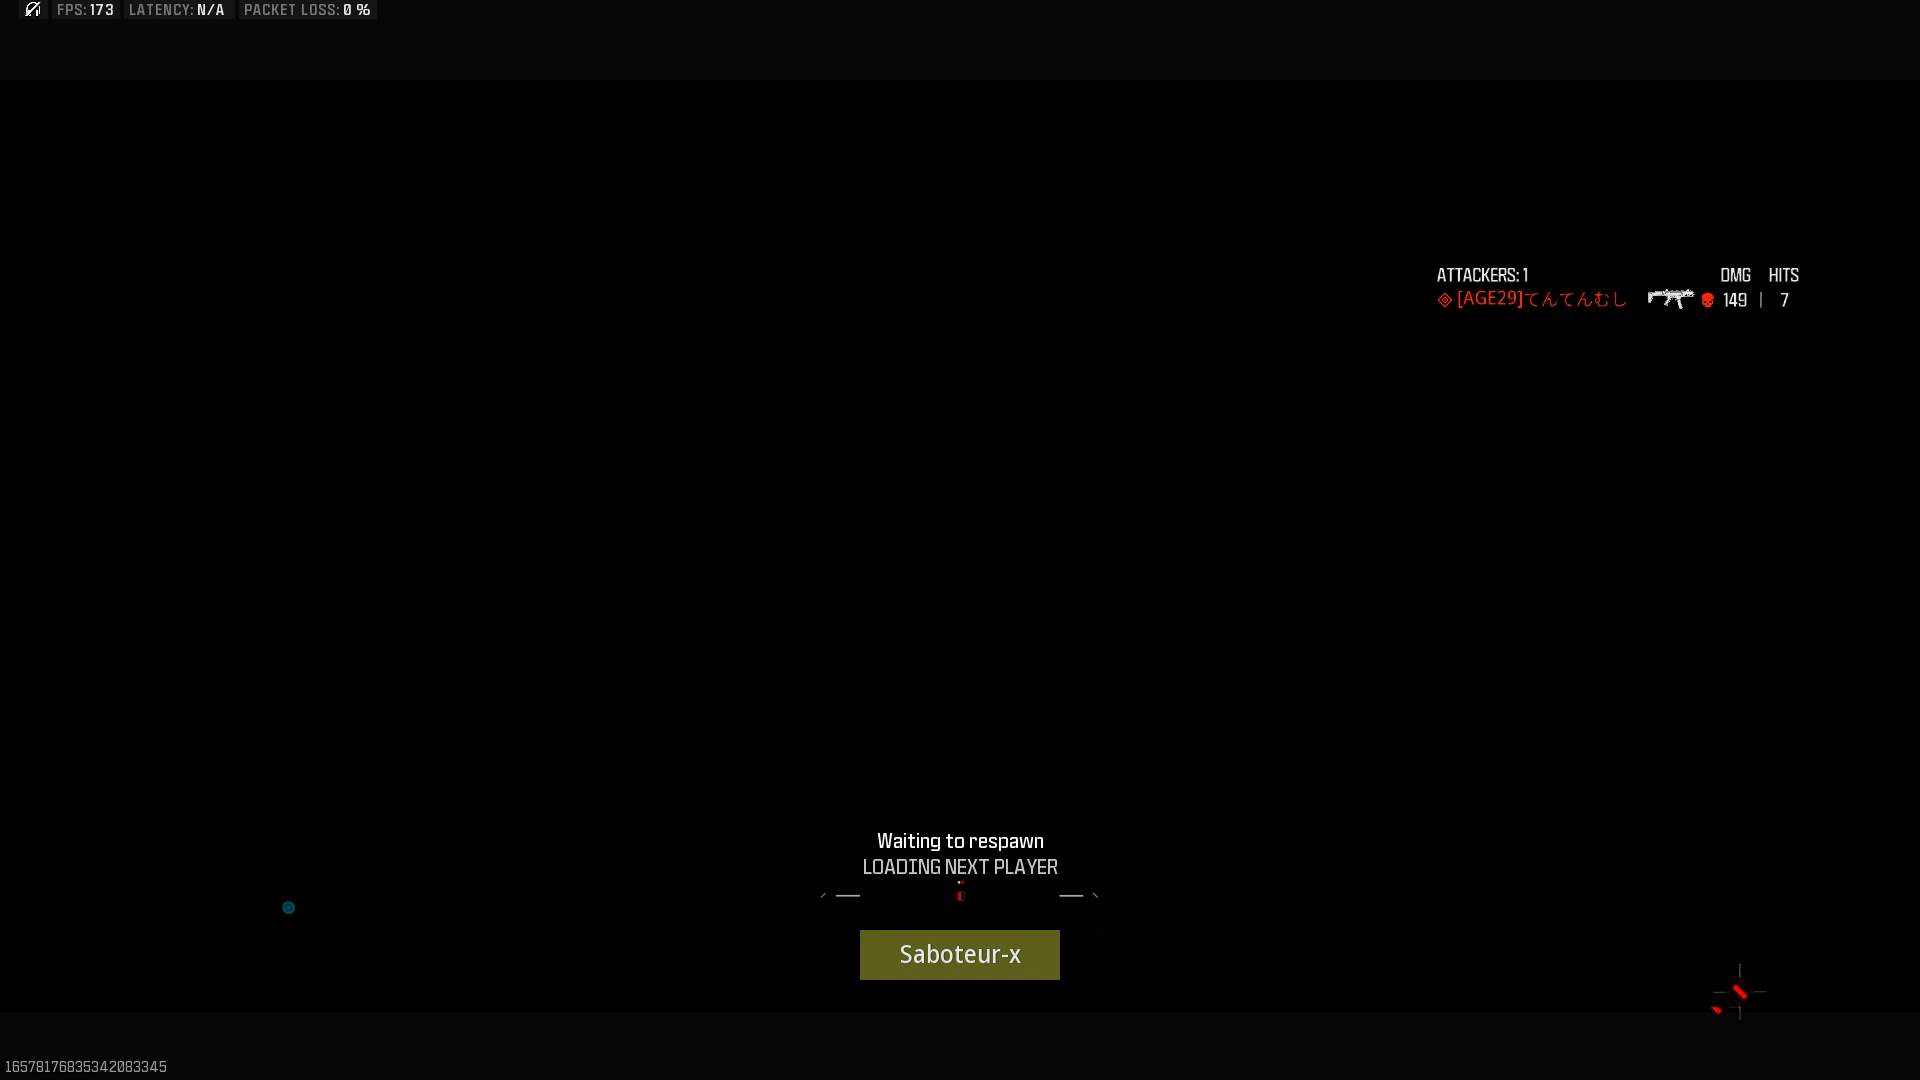 FPS: 173 LATENCY: N/A PACKET LOSS: 0 %
ATTACKERS: 1 DMG HITS
[AGE29]てんてんむし 149 | 7
Waiting to respawn
LOADING NEXT PLAYER
Saboteur-x
16578176835342083345